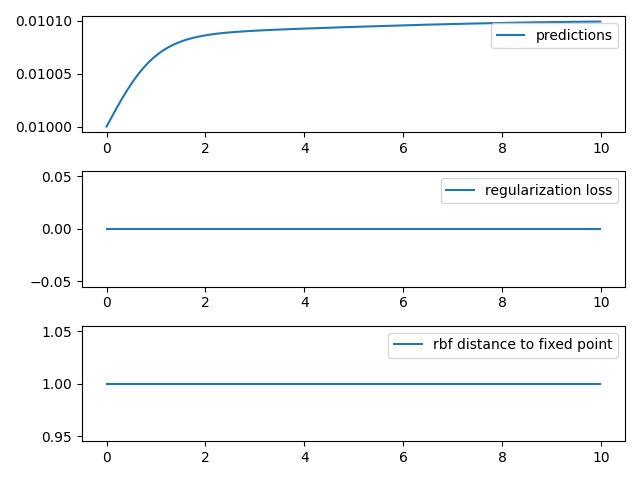 0.01010
predictions
0.01005
0.01000
0 2 4 6 8 10
0.05
regularization loss
0.00
−0.05
0 2 4 6 8 10
1.05
rbf distance to fixed point
1.00
0.95
0 2 4 6 8 10